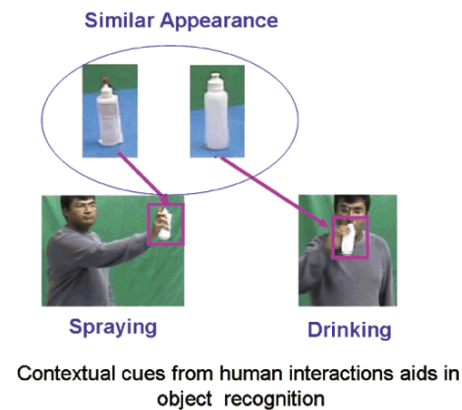 Similar Appearance
Spraying
Drinking
Contextual cues from human interactions aids in
object recognition